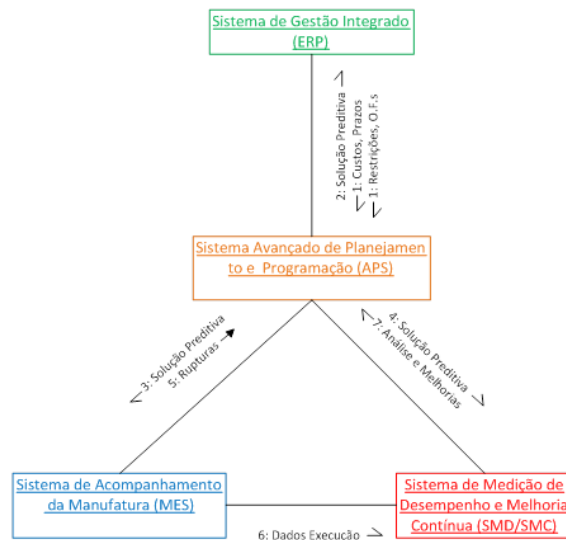 Sistema de Gestão Integrado
(ERP)
2: Solução Preditiva
1: Custos, Prazos
1: Restrições, O.F.s
Sistema Avançado de Planejamen
to e Programação (APS)
3: Solução Preditiva
5: Rupturas
4: Solução Preditiva
7: Análise e Melhorias
Sistema de Acompanhamento
da Manufatura (MES)
Sistema de Medição de
Desempenho e Melhoria
Contínua (SMD/SMC)
6: Dados Execução